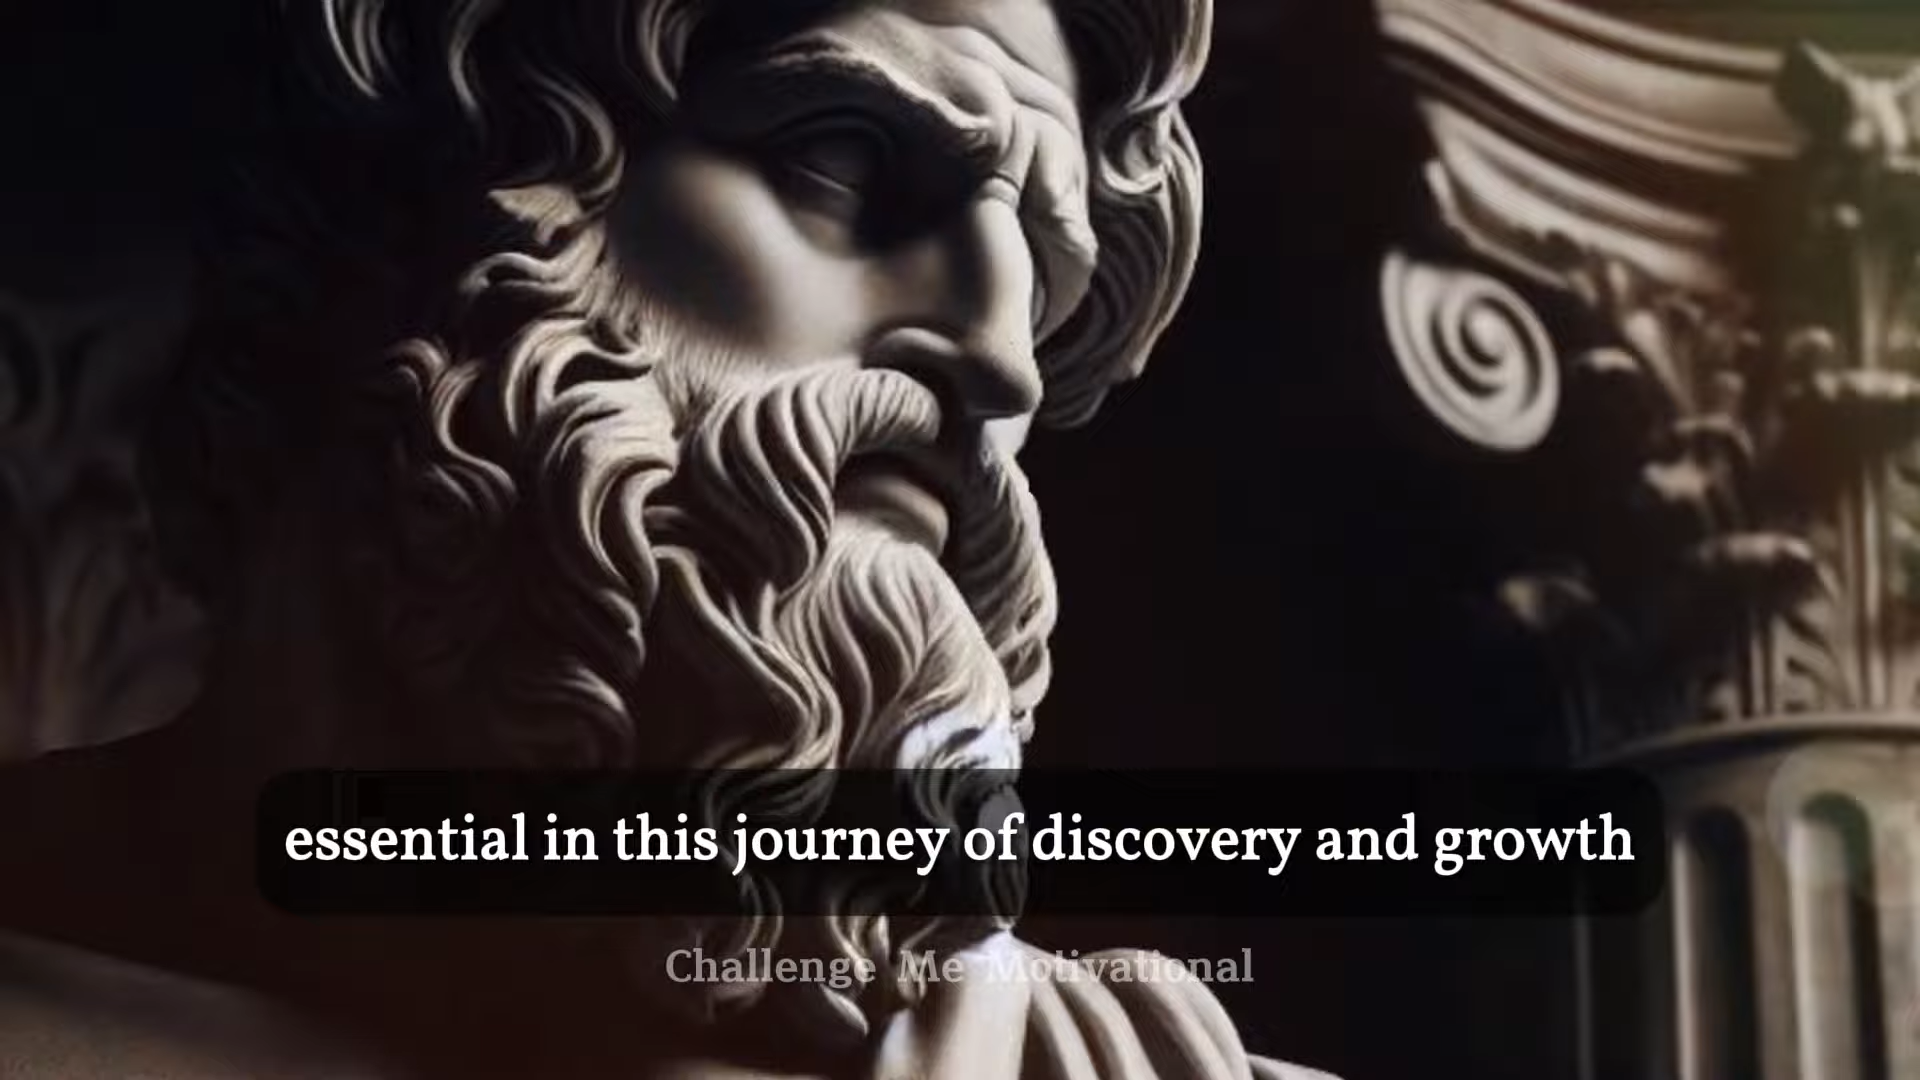 essential in this journey of discovery and growth
Challenge Me Motivational